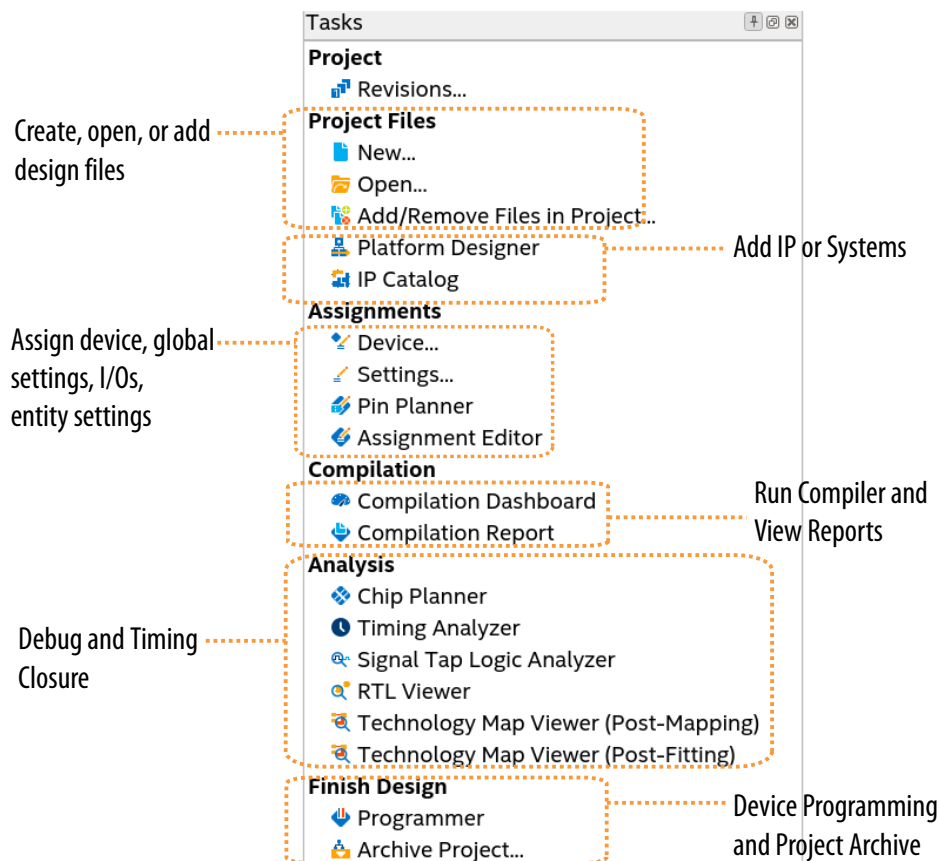 Tasks
Project
Revisions...
Create, open, or add
design files
Project Files
New...
Open...
Add/Remove Files in Project...
Platform Designer
IP Catalog
Add IP or Systems
Assignments
Assign device, global
settings, I/Os,
entity settings
Device...
Settings...
Pin Planner
Assignment Editor
Compilation
Compilation Dashboard
Compilation Report
Run Compiler and
View Reports
Analysis
Debug and Timing
Closure
Chip Planner
Timing Analyzer
Signal Tap Logic Analyzer
RTL Viewer
Technology Map Viewer (Post-Mapping)
Technology Map Viewer (Post-Fitting)
Finish Design
Programmer
Archive Project...
Device Programming
and Project Archive